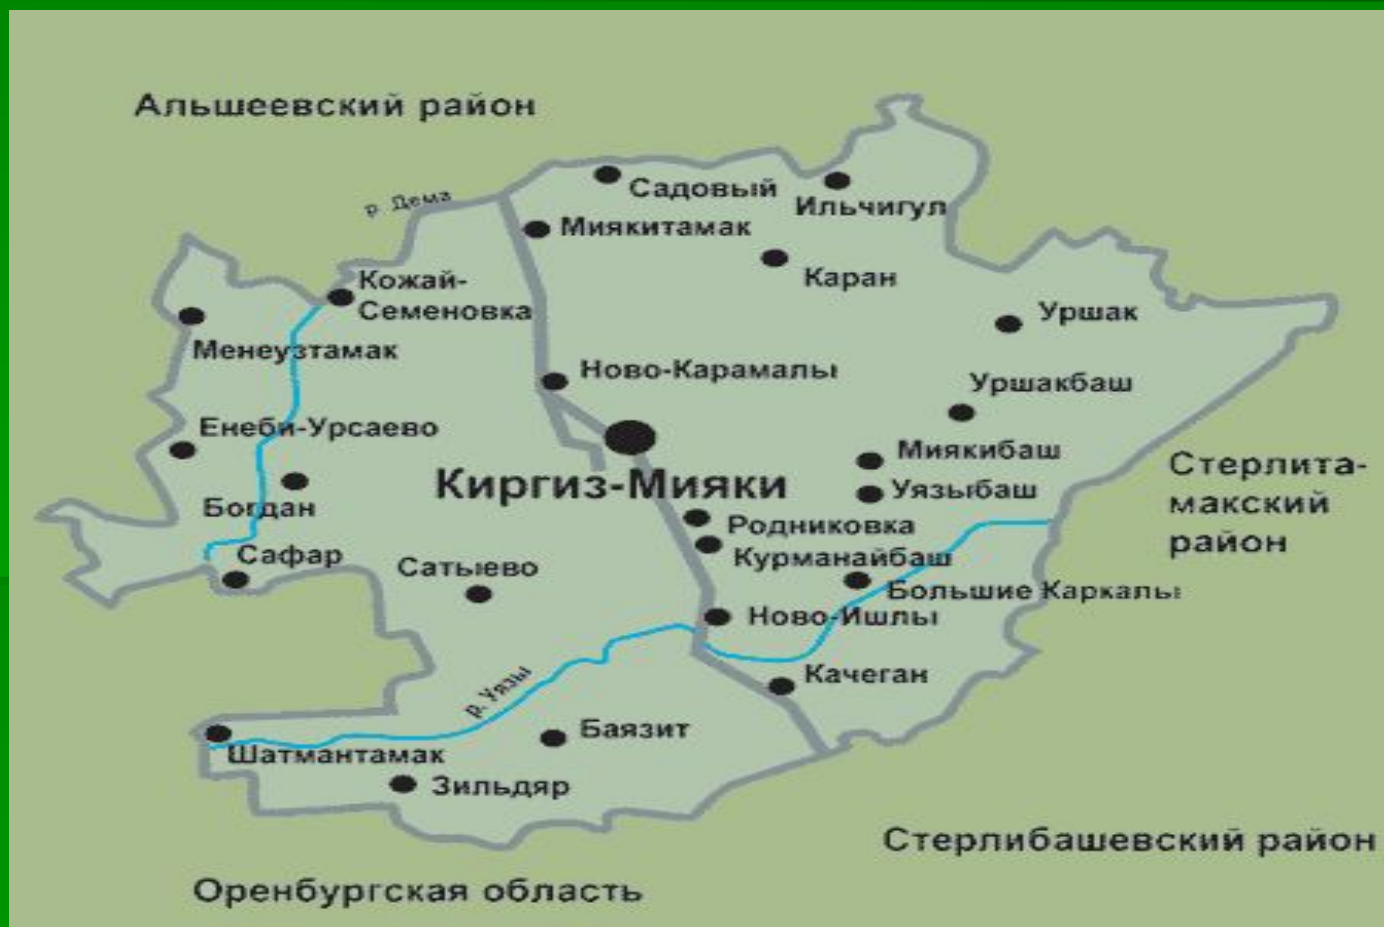 Альшеевский район
р. Дема
Садовый
Ильчигул
Миякитамак
Каран
Кожай-
Семеновка
Уршак
Менеузтамак
Ново-Карамалы
Уршакбаш
Енеби-Урсаево
Миякибаш
Стерлита-
макский
район
Киргиз-Мияки
Уязыбаш
Богдан
Родниковка
Сафар
Курманайбаш
Сатыево
Большие Каркалы
Ново-Ишлы
Качеган
р. Уязы
Баязит
Шатмантамак
Зильдяр
Стерлибашевский район
Оренбургская область